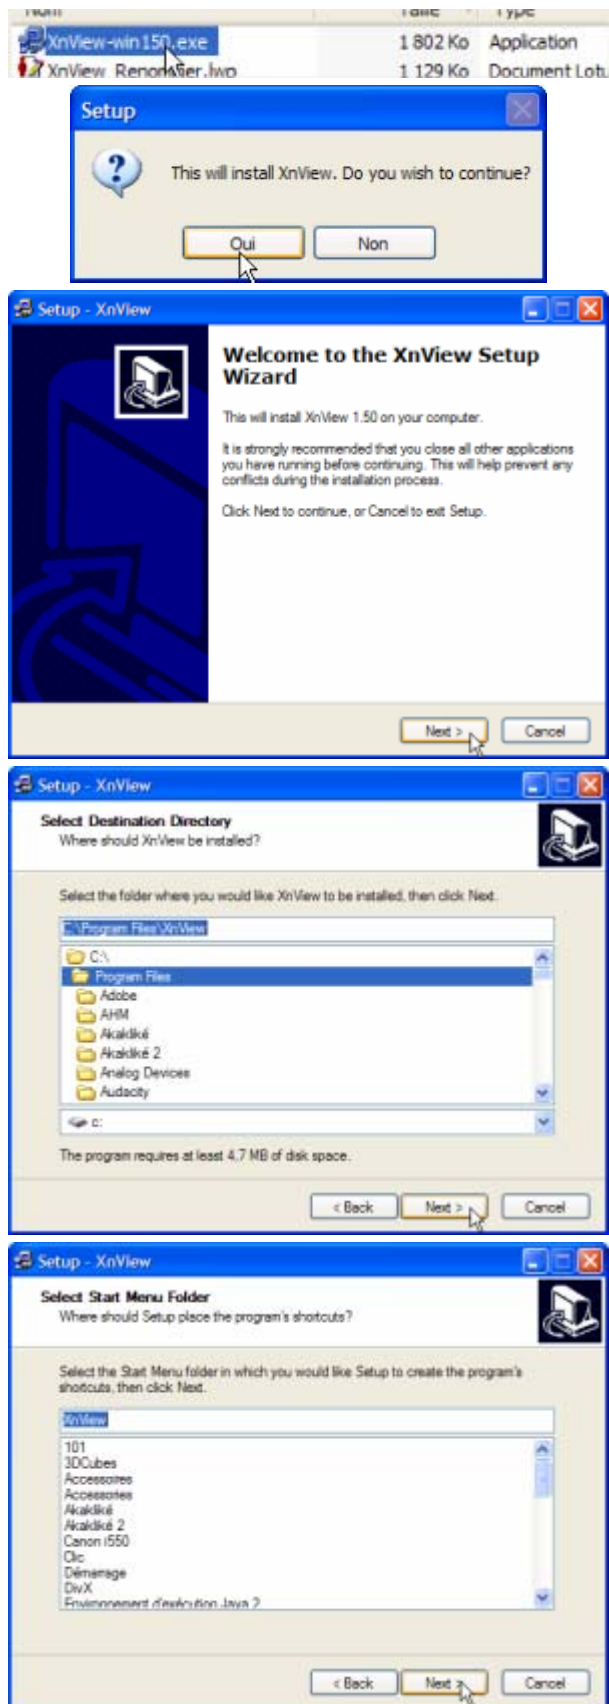 Nom Taille Type
XnView-win150.exe 1 802 Ko Application
XnView_Renommer.lwp 1 129 Ko Document Lotu
Setup
This will install XnView. Do you wish to continue?
Oui Non
Setup - XnView
Welcome to the XnView Setup
Wizard
This will install XnView 1.50 on your computer.
It is strongly recommended that you close all other applications
you have running before continuing. This will help prevent any
conflicts during the installation process.
Click Next to continue, or Cancel to exit Setup.
Next > Cancel
Setup - XnView
Select Destination Directory
Where should XnView be installed?
Select the folder where you would like XnView to be installed, then click Next.
C:\Program Files\XnView
C:\
Program Files
Adobe
AHM
Akakliké
Akakliké 2
Analog Devices
Audacity
c:
The program requires at least 4.7 MB of disk space.
< Back Next > Cancel
Setup - XnView
Select Start Menu Folder
Where should Setup place the program's shortcuts?
Select the Start Menu folder in which you would like Setup to create the program's
shortcuts, then click Next.
XnView
101
3DCubes
Accessoires
Accessories
Akakliké
Akakliké 2
Canon i550
Clic
Démarrage
DivX
Environnement d'exécution Java 2
< Back Next > Cancel